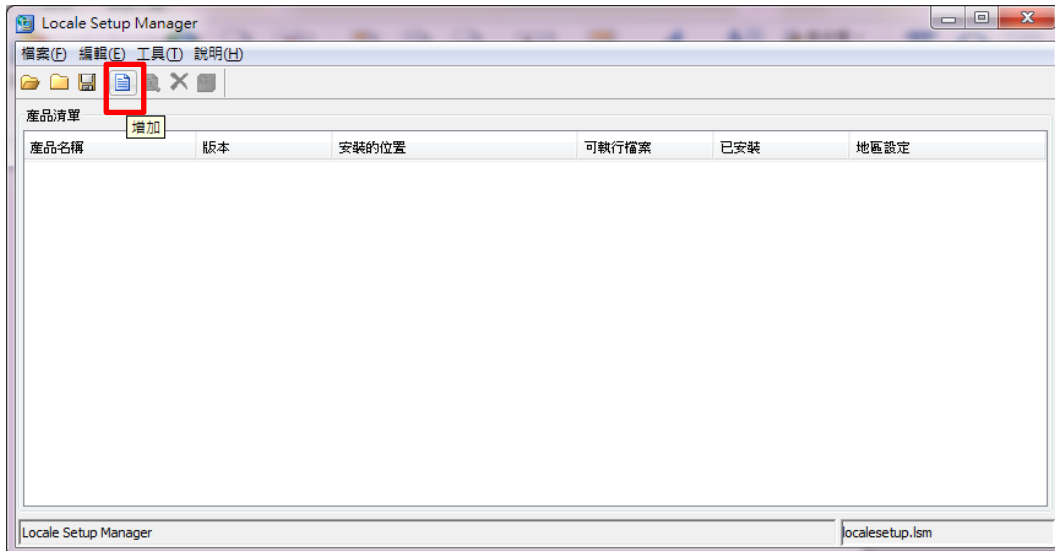 Locale Setup Manager
檔案(F) 編輯(E) 工具(T) 說明(H)
產品清單
增加
產品名稱 版本 安裝的位置 可執行檔案 已安裝 地區設定
Locale Setup Manager localesetup.lsm